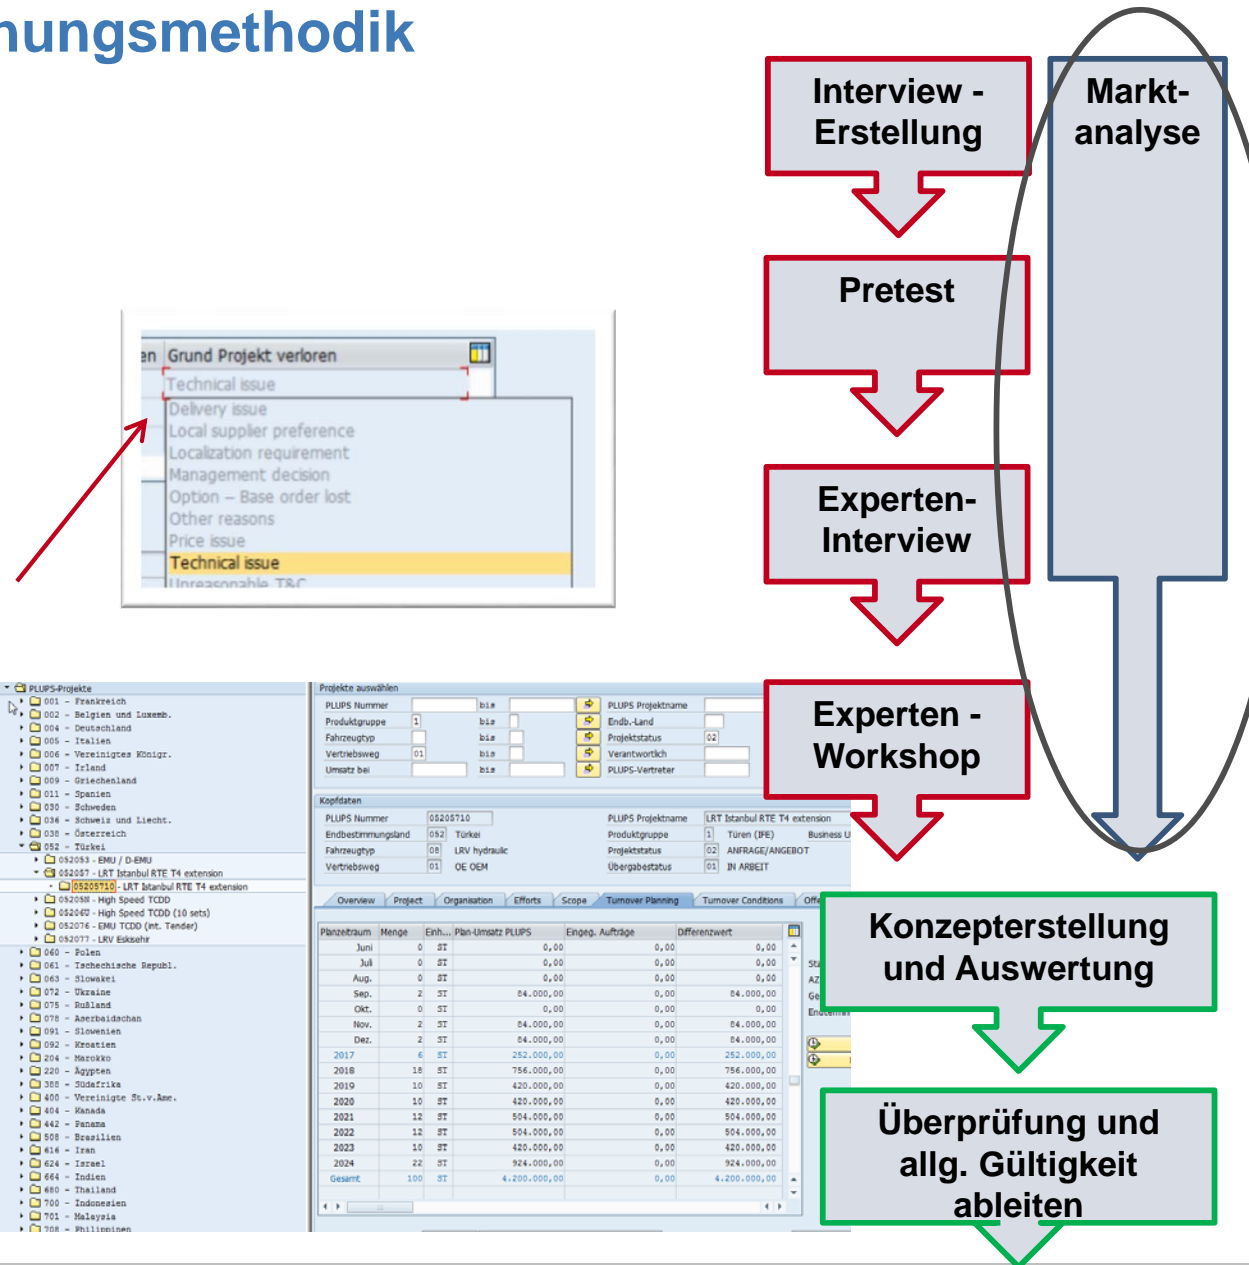 nungsmethodik
Interview -
Erstellung
Markt-
analyse
Pretest
Experten-
Interview
Experten -
Workshop
Konzepterstellung
und Auswertung
Überprüfung und
allg. Gültigkeit
ableiten
en Grund Projekt verloren
Technical issue
Delivery issue
Local supplier preference
Localization requirement
Management decision
Option – Base order lost
Other reasons
Price issue
Technical issue
Unreasonable T&C
PLUPS-Projekte
001 - Frankreich
002 - Belgien und Luxemb.
004 - Deutschland
005 - Italien
006 - Vereinigtes Königr.
007 - Irland
009 - Griechenland
011 - Spanien
030 - Schweden
036 - Schweiz und Liecht.
038 - Österreich
052 - Türkei
052053 - EMU / D-EMU
052057 - LRT Istanbul RTE T4 extension
05205710 - LRT Istanbul RTE T4 extension
05205N - High Speed TCDD
05206U - High Speed TCDD (10 sets)
052076 - EMU TCDD (int. Tender)
052077 - LRV Eskisehr
060 - Polen
061 - Tschechische Republ.
063 - Slowakei
072 - Ukraine
075 - Rußland
078 - Aserbaidschan
091 - Slowenien
092 - Kroatien
204 - Marokko
220 - Ägypten
388 - Südafrika
400 - Vereinigte St.v.Ame.
404 - Kanada
442 - Panama
508 - Brasilien
616 - Iran
624 - Israel
664 - Indien
680 - Thailand
700 - Indonesien
701 - Malaysia
708 - Philippinen
Projekte auswählen
PLUPS Nummer bis PLUPS Projektname
Produktgruppe 1 bis Endb.-Land
Fahrzeugtyp bis Projektstatus 02
Vertriebsweg 01 bis Verantwortlich
Umsatz bei bis PLUPS-Vertreter
Kopfdaten
PLUPS Nummer 05205710 PLUPS Projektname LRT Istanbul RTE T4 extension
Endbestimmungsland 052 Türkei Produktgruppe 1 Türen (IFE) Business U
Fahrzeugtyp 08 LRV hydraulic Projektstatus 02 ANFRAGE/ANGEBOT
Vertriebsweg 01 OE OEM Übergabestatus 01 IN ARBEIT
Overview Project Organisation Efforts Scope Turnover Planning Turnover Conditions Offe
Planzeitraum Menge Einh... Plan-Umsatz PLUPS Eingeg. Aufträge Differenzwert
Juni 0 ST 0,00 0,00 0,00
Juli 0 ST 0,00 0,00 0,00
Aug. 0 ST 0,00 0,00 0,00
Sep. 2 ST 84.000,00 0,00 84.000,00
Okt. 0 ST 0,00 0,00 0,00
Nov. 2 ST 84.000,00 0,00 84.000,00
Dez. 2 ST 84.000,00 0,00 84.000,00
2017 6 ST 252.000,00 0,00 252.000,00
2018 18 ST 756.000,00 0,00 756.000,00
2019 10 ST 420.000,00 0,00 420.000,00
2020 10 ST 420.000,00 0,00 420.000,00
2021 12 ST 504.000,00 0,00 504.000,00
2022 12 ST 504.000,00 0,00 504.000,00
2023 10 ST 420.000,00 0,00 420.000,00
2024 22 ST 924.000,00 0,00 924.000,00
Gesamt 100 ST 4.200.000,00 0,00 4.200.000,00
AZ
Ge